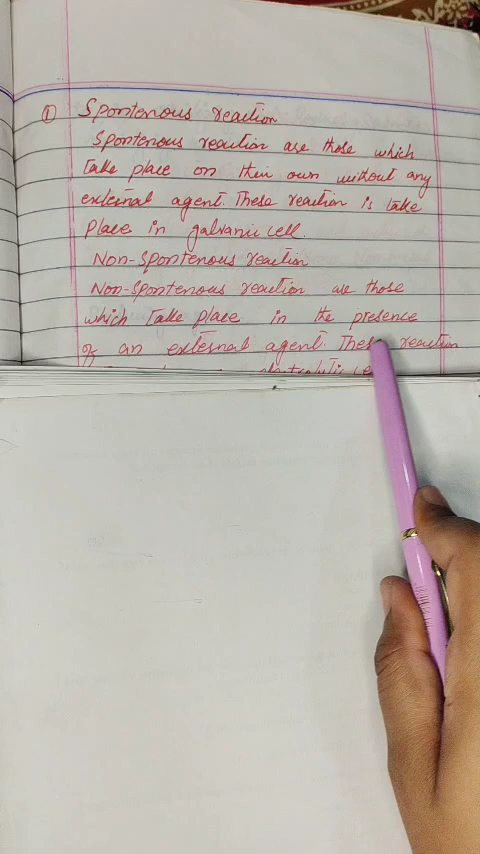 ① Spontenous reaction
Spontenous reaction are those which
take place on their own without any
external agent. These reaction is take
place in galvanic cell.
Non-Spontenous reaction
Non-Spontenous reaction are those
which take place in the presence
of an external agent. These reaction